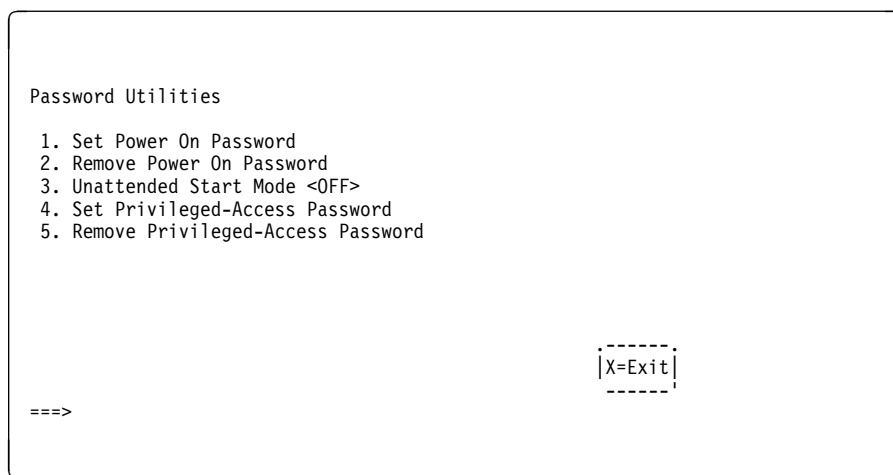 Password Utilities
1. Set Power On Password
2. Remove Power On Password
3. Unattended Start Mode <OFF>
4. Set Privileged-Access Password
5. Remove Privileged-Access Password
X=Exit
===>